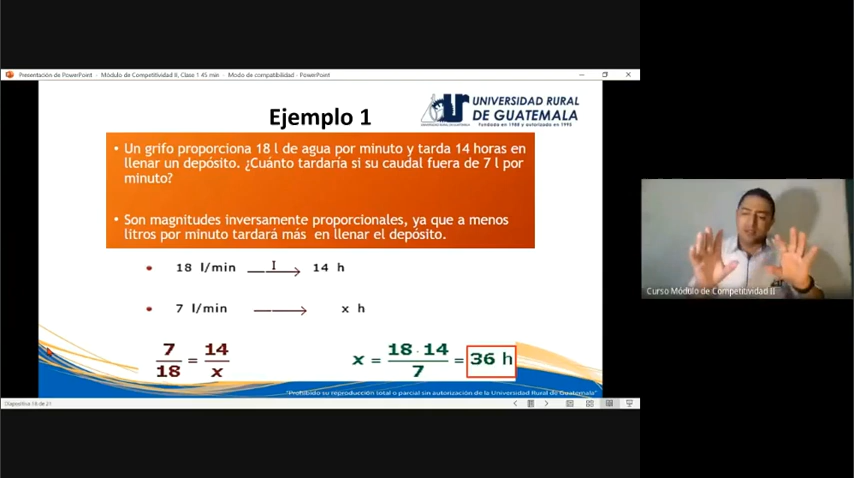 Presentación de PowerPoint - Módulo de Competitividad II, Clase 1 45 min - Modo de compatibilidad - PowerPoint
UNIVERSIDAD RURAL
DE GUATEMALA
Ejemplo 1
• Un grifo proporciona 18 l de agua por minuto y tarda 14 horas en
llenar un depósito. ¿Cuánto tardaría si su caudal fuera de 7 l por
minuto?
• Son magnitudes inversamente proporcionales, ya que a menos
litros por minuto tardará más en llenar el depósito.
• 18 l/min → 14 h
• 7 l/min → x h
7/18 = 14/x
x = 18 · 14 / 7 = 36 h
"Prohibido su reproducción total o parcial sin autorización de la Universidad Rural de Guatemala"
Curso Módulo de Competitividad II